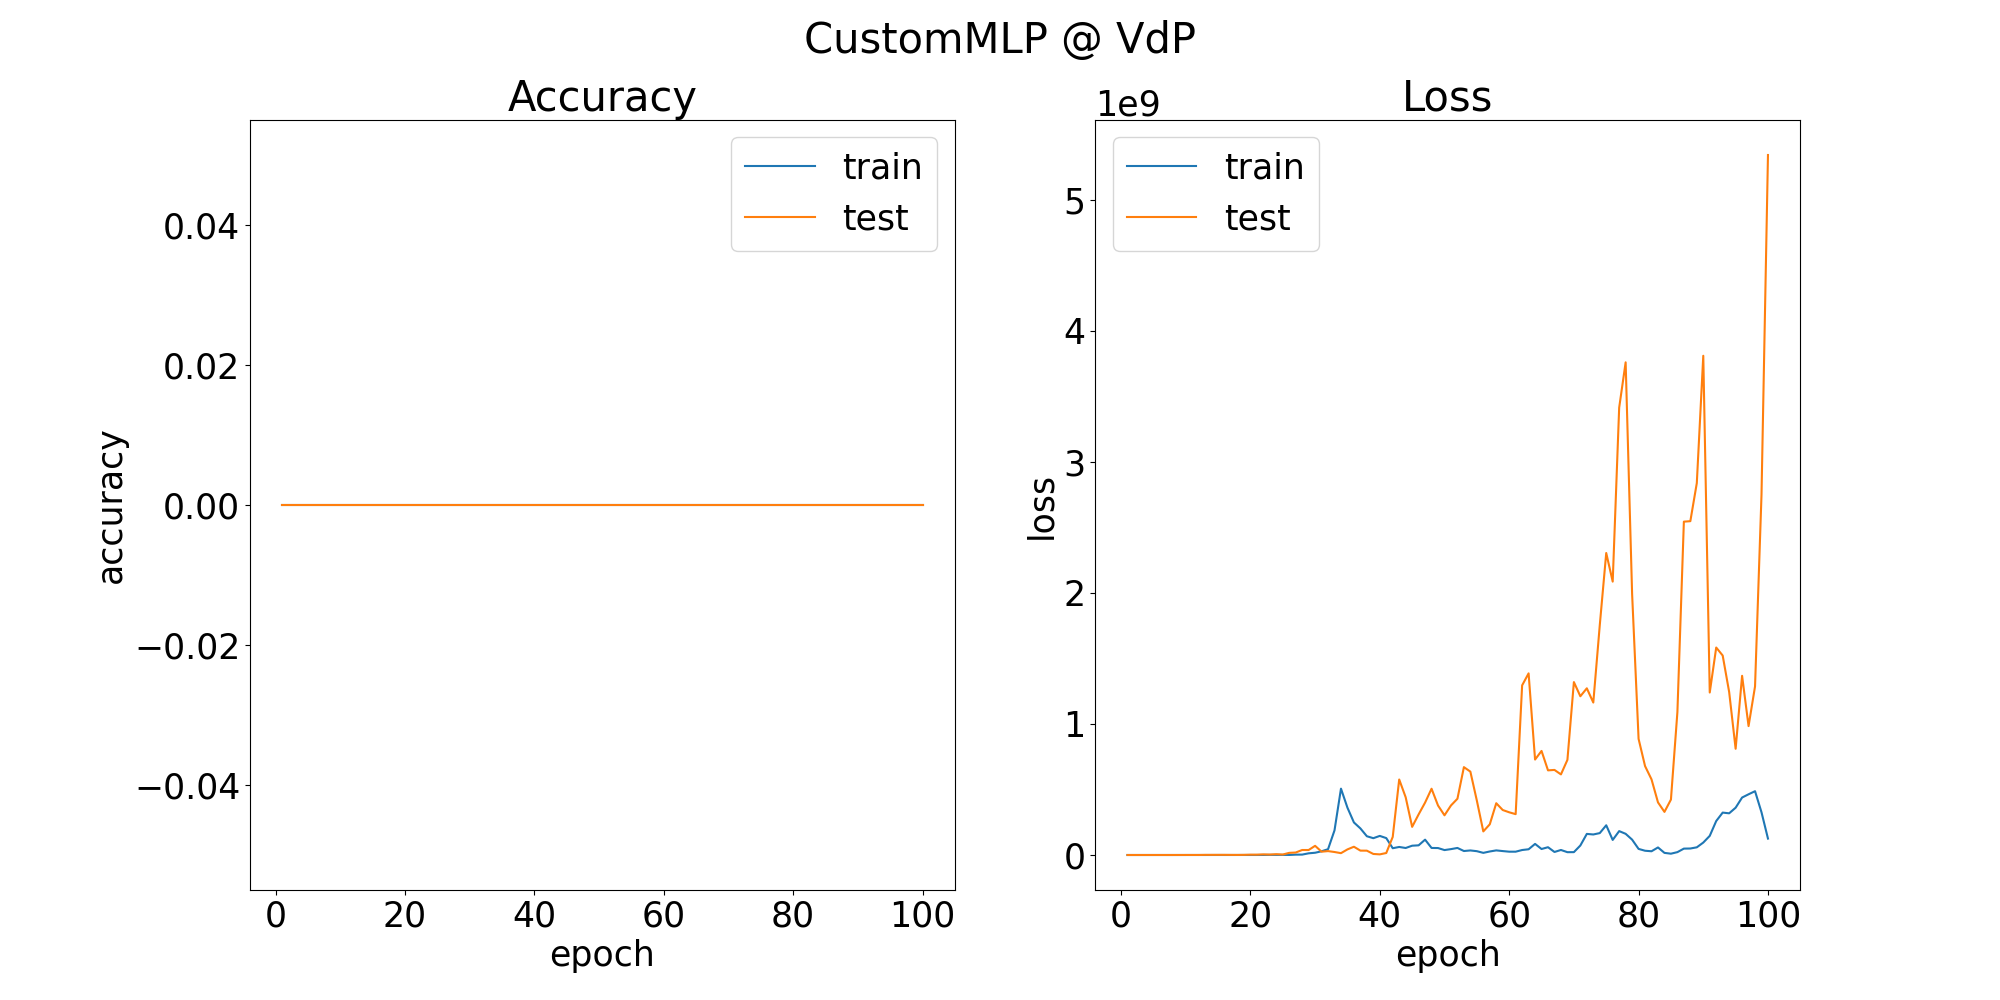 CustomMLP @ VdP
Accuracy
train
test
0.04
0.02
0.00
−0.02
−0.04
accuracy
0 20 40 60 80 100
epoch
Loss
1e9
train
test
5
4
3
2
1
0
loss
0 20 40 60 80 100
epoch